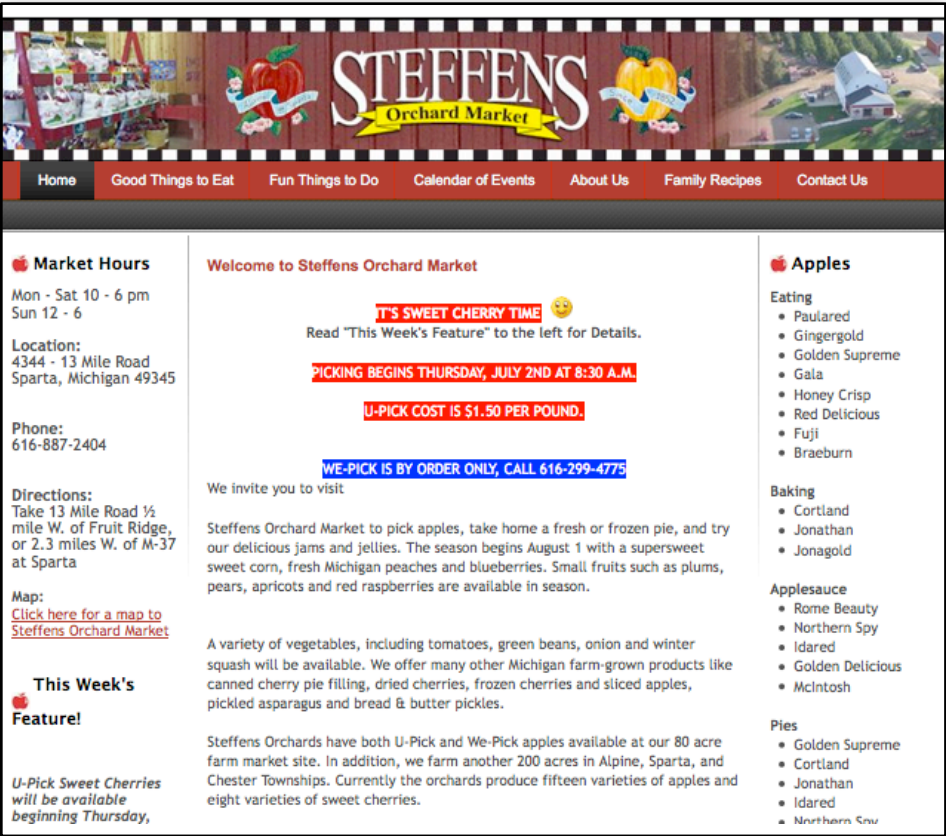 STEFFENS
Orchard Market
Since 1892
Home
Good Things to Eat
Fun Things to Do
Calendar of Events
About Us
Family Recipes
Contact Us
Market Hours
Mon - Sat 10 - 6 pm
Sun 12 - 6
Location:
4344 - 13 Mile Road
Sparta, Michigan 49345
Phone:
616-887-2404
Directions:
Take 13 Mile Road ½
mile W. of Fruit Ridge,
or 2.3 miles W. of M-37
at Sparta
Map:
Click here for a map to
Steffens Orchard Market
This Week's
Feature!
U-Pick Sweet Cherries
will be available
beginning Thursday,
Welcome to Steffens Orchard Market
IT'S SWEET CHERRY TIME
Read "This Week's Feature" to the left for Details.
PICKING BEGINS THURSDAY, JULY 2ND AT 8:30 A.M.
U-PICK COST IS $1.50 PER POUND.
WE-PICK IS BY ORDER ONLY, CALL 616-299-4775
We invite you to visit
Steffens Orchard Market to pick apples, take home a fresh or frozen pie, and try
our delicious jams and jellies. The season begins August 1 with a supersweet
sweet corn, fresh Michigan peaches and blueberries. Small fruits such as plums,
pears, apricots and red raspberries are available in season.
A variety of vegetables, including tomatoes, green beans, onion and winter
squash will be available. We offer many other Michigan farm-grown products like
canned cherry pie filling, dried cherries, frozen cherries and sliced apples,
pickled asparagus and bread & butter pickles.
Steffens Orchards have both U-Pick and We-Pick apples available at our 80 acre
farm market site. In addition, we farm another 200 acres in Alpine, Sparta, and
Chester Townships. Currently the orchards produce fifteen varieties of apples and
eight varieties of sweet cherries.
Apples
Eating
Paulared
Gingergold
Golden Supreme
Gala
Honey Crisp
Red Delicious
Fuji
Braeburn
Baking
Cortland
Jonathan
Jonagold
Applesauce
Rome Beauty
Northern Spy
Idared
Golden Delicious
McIntosh
Pies
Golden Supreme
Cortland
Jonathan
Idared
Northern Spy